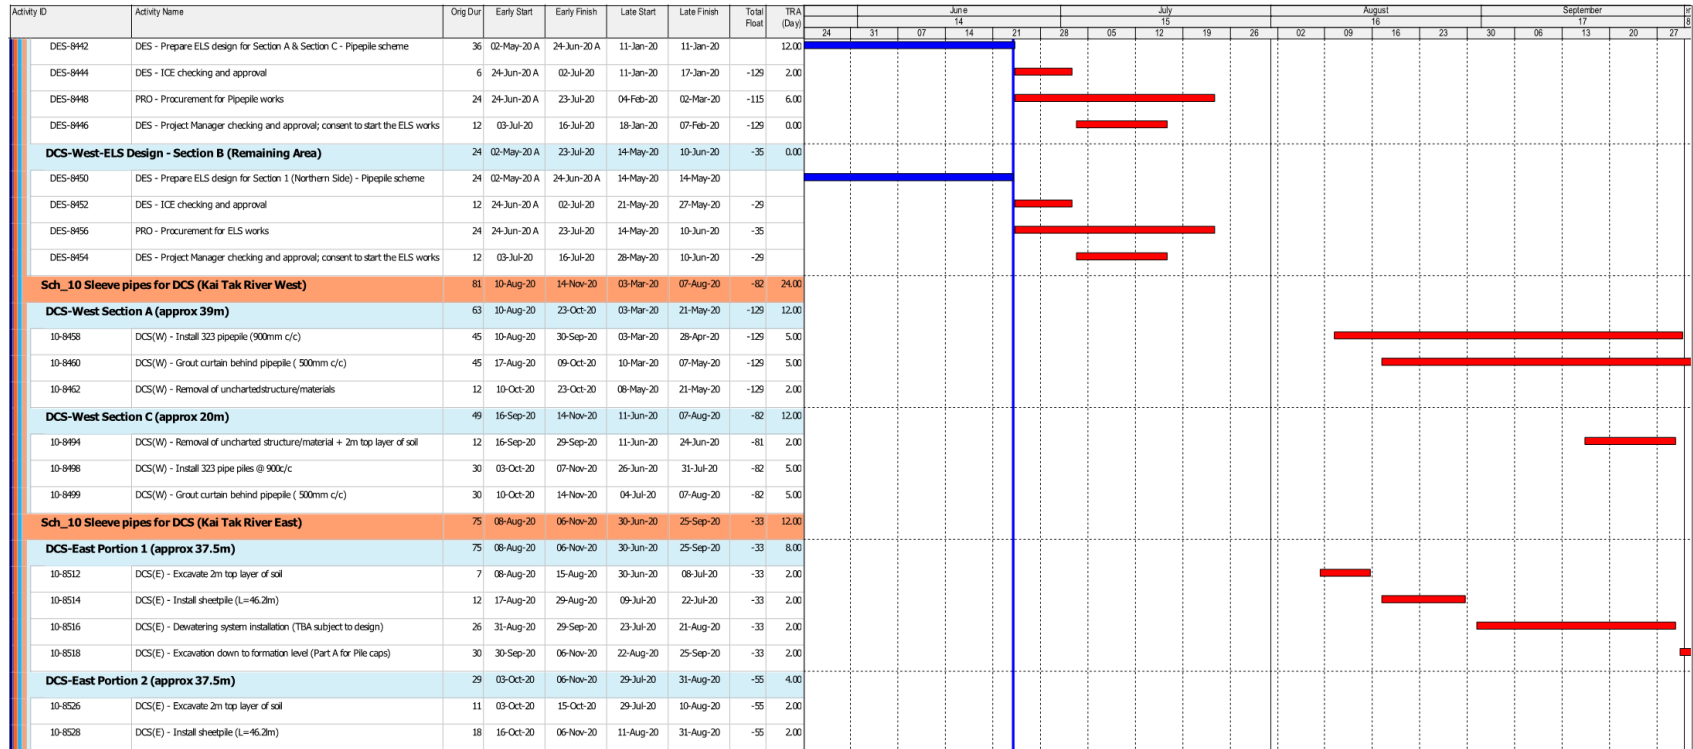 Activity ID Activity Name Orig Dur Early Start Early Finish Late Start Late Finish Total Float TRA (Day) June July August September er
14 15 16 17 8
24 31 07 14 21 28 05 12 19 26 02 09 16 23 30 06 13 20 27
DES-8442 DES - Prepare ELS design for Section A & Section C - Pipepile scheme 36 02-May-20 A 24-Jun-20 A 11-Jan-20 11-Jan-20 12.00
DES-8444 DES - ICE checking and approval 6 24-Jun-20 A 02-Jul-20 11-Jan-20 17-Jan-20 -129 2.00
DES-8448 PRO - Procurement for Pipepile works 24 24-Jun-20 A 23-Jul-20 04-Feb-20 02-Mar-20 -115 6.00
DES-8446 DES - Project Manager checking and approval; consent to start the ELS works 12 03-Jul-20 16-Jul-20 18-Jan-20 07-Feb-20 -129 0.00
DCS-West-ELS Design - Section B (Remaining Area) 24 02-May-20 A 23-Jul-20 14-May-20 10-Jun-20 -35 0.00
DES-8450 DES - Prepare ELS design for Section 1 (Northern Side) - Pipepile scheme 24 02-May-20 A 24-Jun-20 A 14-May-20 14-May-20
DES-8452 DES - ICE checking and approval 12 24-Jun-20 A 02-Jul-20 21-May-20 27-May-20 -29
DES-8456 PRO - Procurement for ELS works 24 24-Jun-20 A 23-Jul-20 14-May-20 10-Jun-20 -35
DES-8454 DES - Project Manager checking and approval; consent to start the ELS works 12 03-Jul-20 16-Jul-20 28-May-20 10-Jun-20 -29
Sch_10 Sleeve pipes for DCS (Kai Tak River West) 81 10-Aug-20 14-Nov-20 03-Mar-20 07-Aug-20 -82 24.00
DCS-West Section A (approx 39m) 63 10-Aug-20 23-Oct-20 03-Mar-20 21-May-20 -129 12.00
10-8458 DCS(W) - Install 323 pipepile (900mm c/c) 45 10-Aug-20 30-Sep-20 03-Mar-20 28-Apr-20 -129 5.00
10-8460 DCS(W) - Grout curtain behind pipepile ( 500mm c/c) 45 17-Aug-20 09-Oct-20 10-Mar-20 07-May-20 -129 5.00
10-8462 DCS(W) - Removal of unchartedstructure/materials 12 10-Oct-20 23-Oct-20 08-May-20 21-May-20 -129 2.00
DCS-West Section C (approx 20m) 49 16-Sep-20 14-Nov-20 11-Jun-20 07-Aug-20 -82 12.00
10-8494 DCS(W) - Removal of uncharted structure/material + 2m top layer of soil 12 16-Sep-20 29-Sep-20 11-Jun-20 24-Jun-20 -81 2.00
10-8498 DCS(W) - Install 323 pipe piles @ 900c/c 30 03-Oct-20 07-Nov-20 26-Jun-20 31-Jul-20 -82 5.00
10-8499 DCS(W) - Grout curtain behind pipepile ( 500mm c/c) 30 10-Oct-20 14-Nov-20 04-Jul-20 07-Aug-20 -82 5.00
Sch_10 Sleeve pipes for DCS (Kai Tak River East) 75 08-Aug-20 06-Nov-20 30-Jun-20 25-Sep-20 -33 12.00
DCS-East Portion 1 (approx 37.5m) 75 08-Aug-20 06-Nov-20 30-Jun-20 25-Sep-20 -33 8.00
10-8512 DCS(E) - Excavate 2m top layer of soil 7 08-Aug-20 15-Aug-20 30-Jun-20 08-Jul-20 -33 2.00
10-8514 DCS(E) - Install sheetpile (L=46.2lm) 12 17-Aug-20 29-Aug-20 09-Jul-20 22-Jul-20 -33 2.00
10-8516 DCS(E) - Dewatering system installation (TBA subject to design) 26 31-Aug-20 29-Sep-20 23-Jul-20 21-Aug-20 -33 2.00
10-8518 DCS(E) - Excavation down to formation level (Part A for Pile caps) 30 30-Sep-20 06-Nov-20 22-Aug-20 25-Sep-20 -33 2.00
DCS-East Portion 2 (approx 37.5m) 29 03-Oct-20 06-Nov-20 29-Jul-20 31-Aug-20 -55 4.00
10-8526 DCS(E) - Excavate 2m top layer of soil 11 03-Oct-20 15-Oct-20 29-Jul-20 10-Aug-20 -55 2.00
10-8528 DCS(E) - Install sheetpile (L=46.2lm) 18 16-Oct-20 06-Nov-20 11-Aug-20 31-Aug-20 -55 2.00